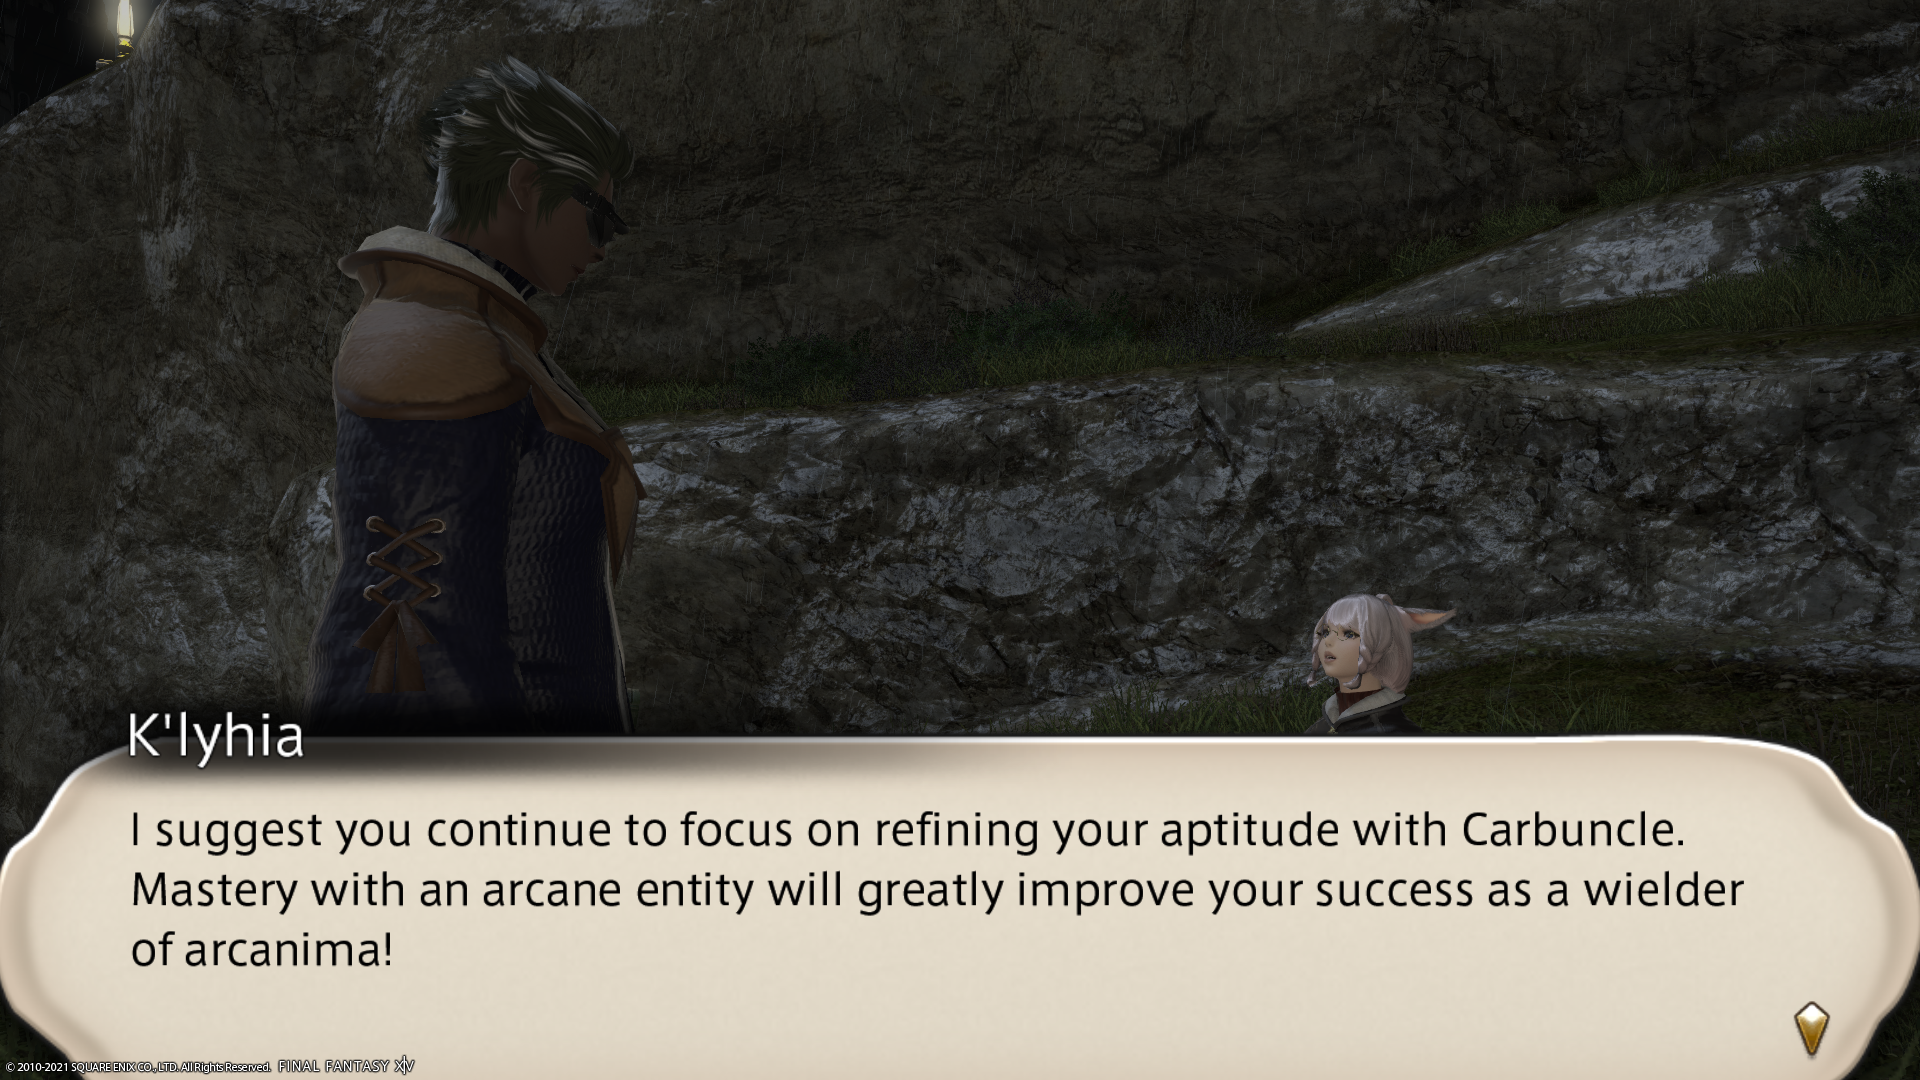 K'lyhia
I suggest you continue to focus on refining your aptitude with Carbuncle.
Mastery with an arcane entity will greatly improve your success as a wielder
of arcanima!
© 2010-2021 SQUARE ENIX CO., LTD. All Rights Reserved. FINAL FANTASY XIV